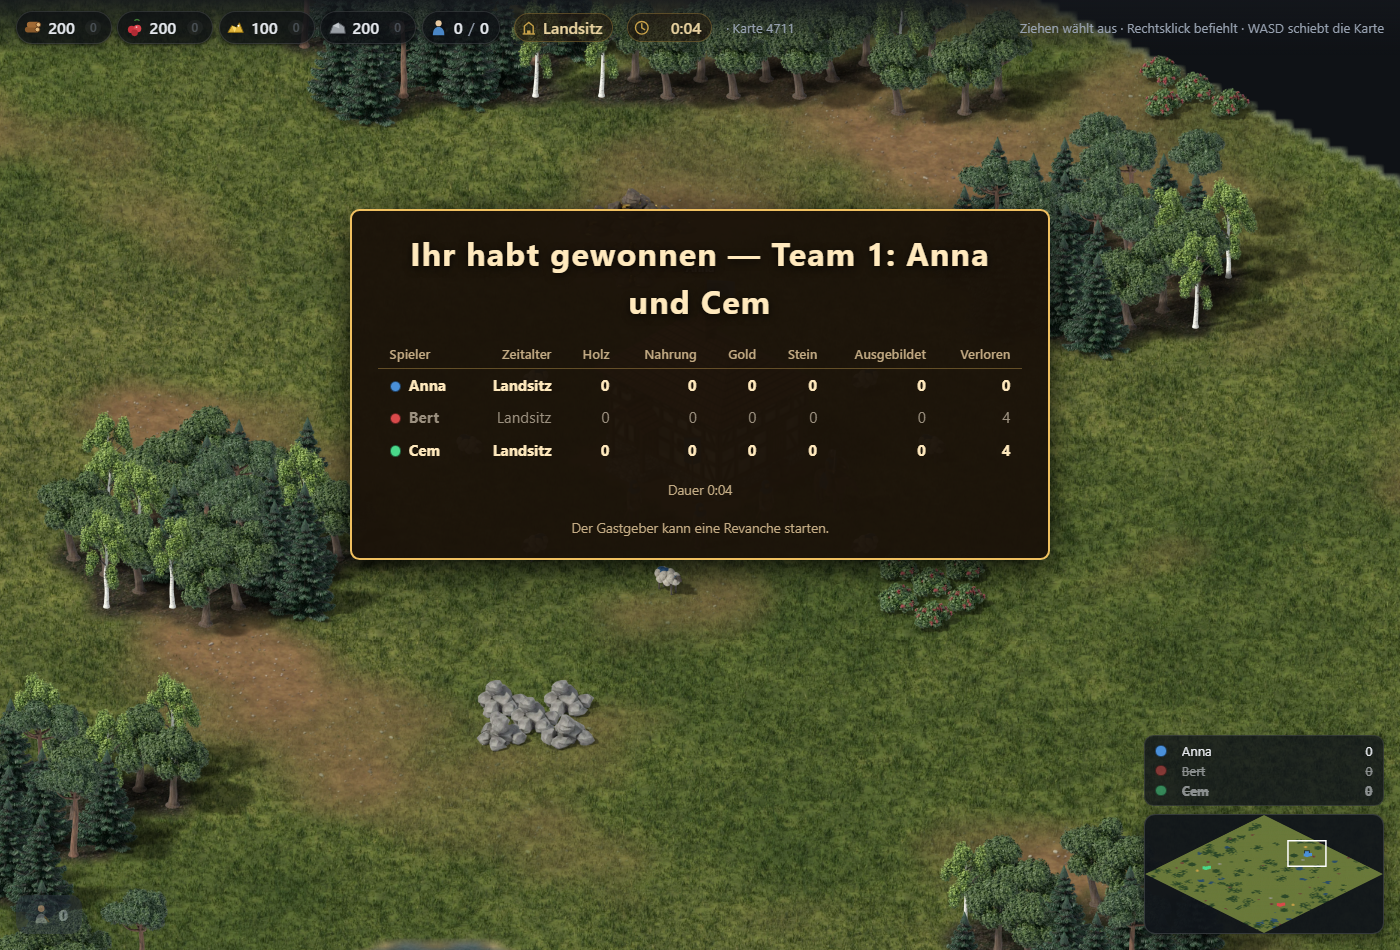 200 0 200 0 100 0 200 0 0 / 0 Landsitz 0:04 · Karte 4711 Ziehen wählt aus · Rechtsklick befiehlt · WASD schiebt die Karte
Ihr habt gewonnen — Team 1: Anna
und Cem
Spieler Zeitalter Holz Nahrung Gold Stein Ausgebildet Verloren
Anna Landsitz 0 0 0 0 0 0
Bert Landsitz 0 0 0 0 0 4
Cem Landsitz 0 0 0 0 0 4
Dauer 0:04
Der Gastgeber kann eine Revanche starten.
Anna 0
Bert 0
Cem 0
0